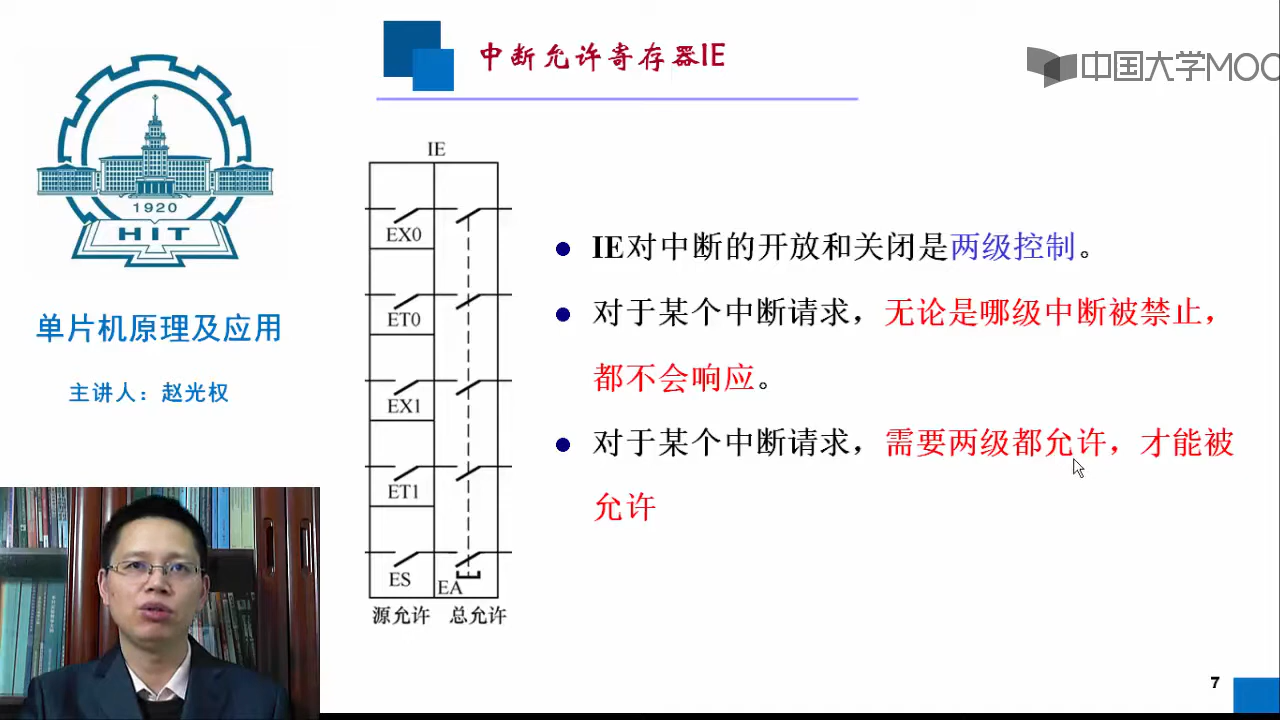 中断允许寄存器IE
中国大学MOO
1920
HIT
单片机原理及应用
主讲人：赵光权
IE
EX0
ET0
EX1
ET1
ES
EA
源允许
总允许
IE对中断的开放和关闭是两级控制。
对于某个中断请求，无论是哪级中断被禁止，
都不会响应。
对于某个中断请求，需要两级都允许，才能被
允许
7